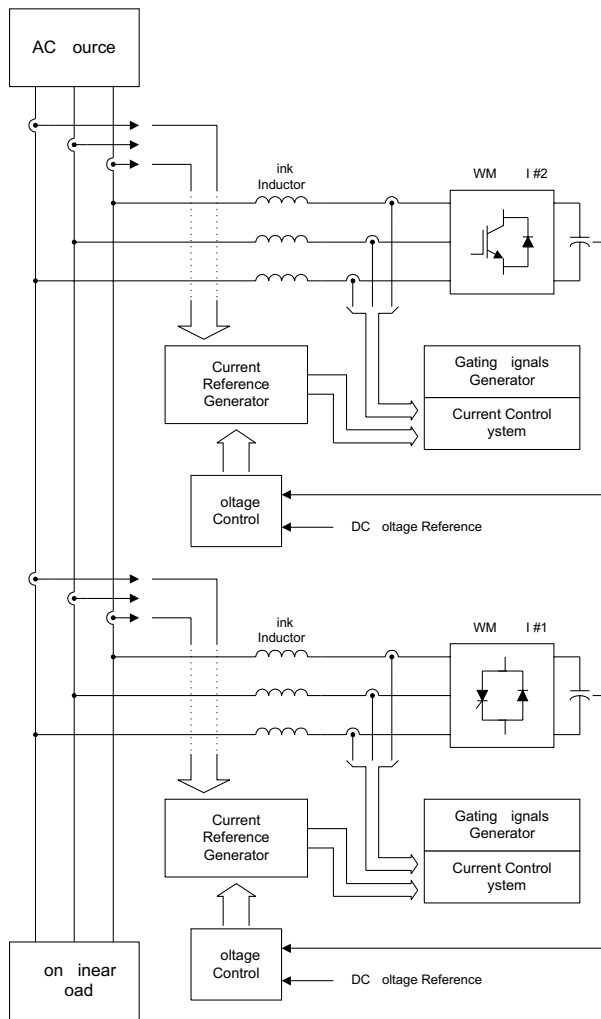 AC ource
ink
Inductor
WM I #2
Current
Reference
Generator
Gating ignals
Generator
Current Control
ystem
oltage
Control
DC oltage Reference
ink
Inductor
WM I #1
Current
Reference
Generator
Gating ignals
Generator
Current Control
ystem
oltage
Control
DC oltage Reference
on inear
oad